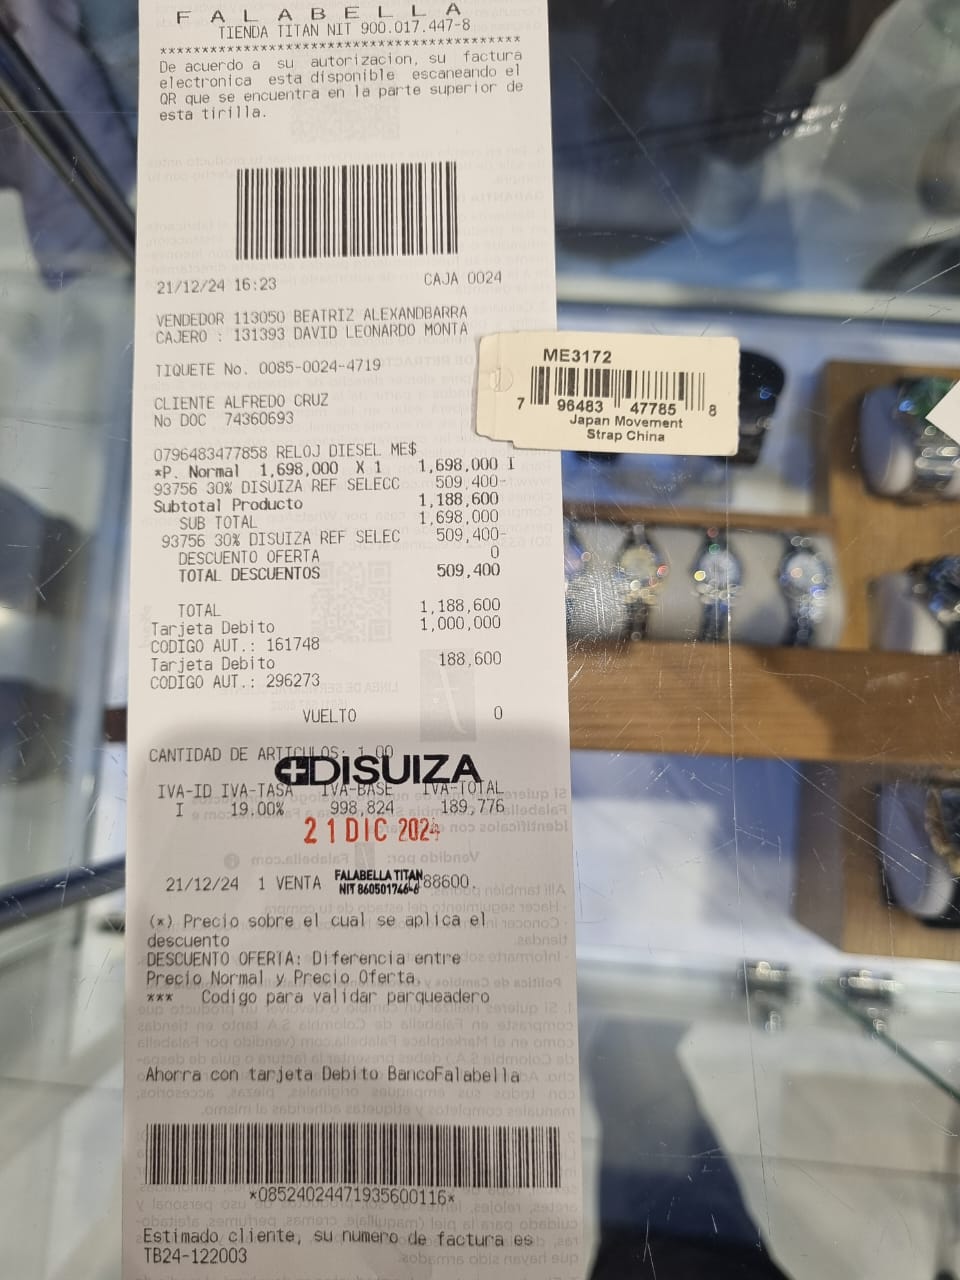 F A L A B E L L A
TIENDA TITAN NIT 900.017.447-8
****************************************
De acuerdo a su autorizacion, su factura
electronica esta disponible escaneando el
QR que se encuentra en la parte superior de
esta tirilla.
21/12/24 16:23 CAJA 0024
VENDEDOR 113050 BEATRIZ ALEXANDBARRA
CAJERO : 131393 DAVID LEONARDO MONTA
TIQUETE No. 0085-0024-4719
CLIENTE ALFREDO CRUZ
No DOC 74360693
0796483477858 RELOJ DIESEL ME$
*P. Normal 1,698,000 X 1 1,698,000 I
93756 30% DISUIZA REF SELECC 509,400-
Subtotal Producto 1,188,600
SUB TOTAL 1,698,000
93756 30% DISUIZA REF SELEC 509,400-
DESCUENTO OFERTA 0
TOTAL DESCUENTOS 509,400
TOTAL 1,188,600
Tarjeta Debito 1,000,000
CODIGO AUT.: 161748
Tarjeta Debito 188,600
CODIGO AUT.: 296273
VUELTO 0
CANTIDAD DE ARTICULOS: 1.00
DISUIZA
IVA-ID IVA-TASA IVA-BASE IVA-TOTAL
I 19.00% 998,824 189,776
21 DIC 2024
FALABELLA TITAN
NIT 860501746-6
21/12/24 1 VENTA 88600.
(*) Precio sobre el cual se aplica el
descuento
DESCUENTO OFERTA: Diferencia entre
Precio Normal y Precio Oferta.
*** Codigo para validar parqueadero
Ahorra con tarjeta Debito BancoFalabella
*08524024471935600116*
Estimado cliente, su numero de factura es
TB24-122003
ME3172
7 96483 47785 8
Japan Movement
Strap China